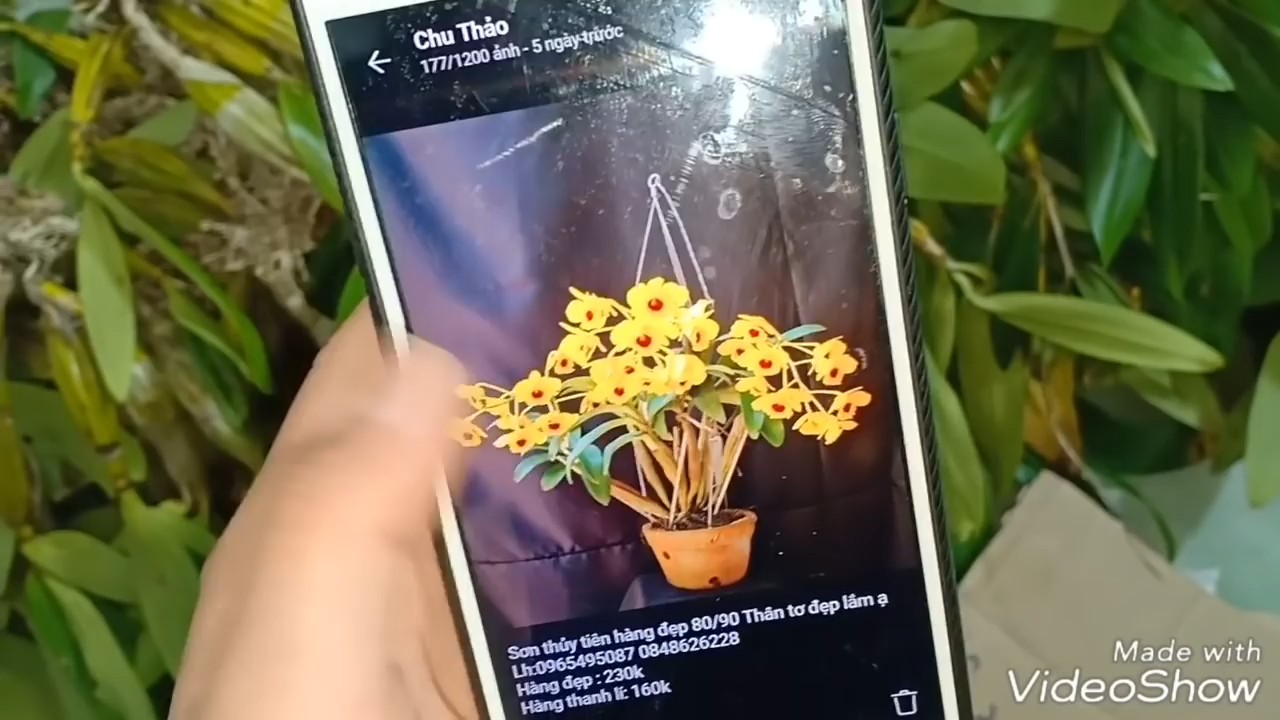 Chu Thảo
177/1200 ảnh - 5 ngày trước
Sơn thủy tiên hàng đẹp 80/90 Thân tơ đẹp lắm ạ
Lh:0965495087 0848626228
Hàng đẹp : 230k
Hàng thanh lí: 160k
Made with
VideoShow